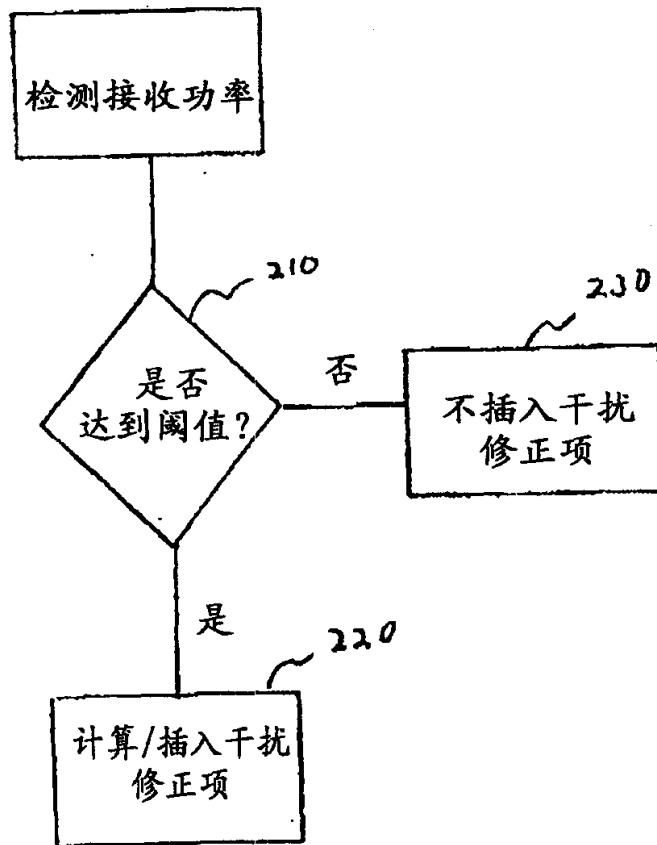 检测接收功率
210
是否
达到阈值?
否
230
不插入干扰
修正项
是
220
计算/插入干扰
修正项